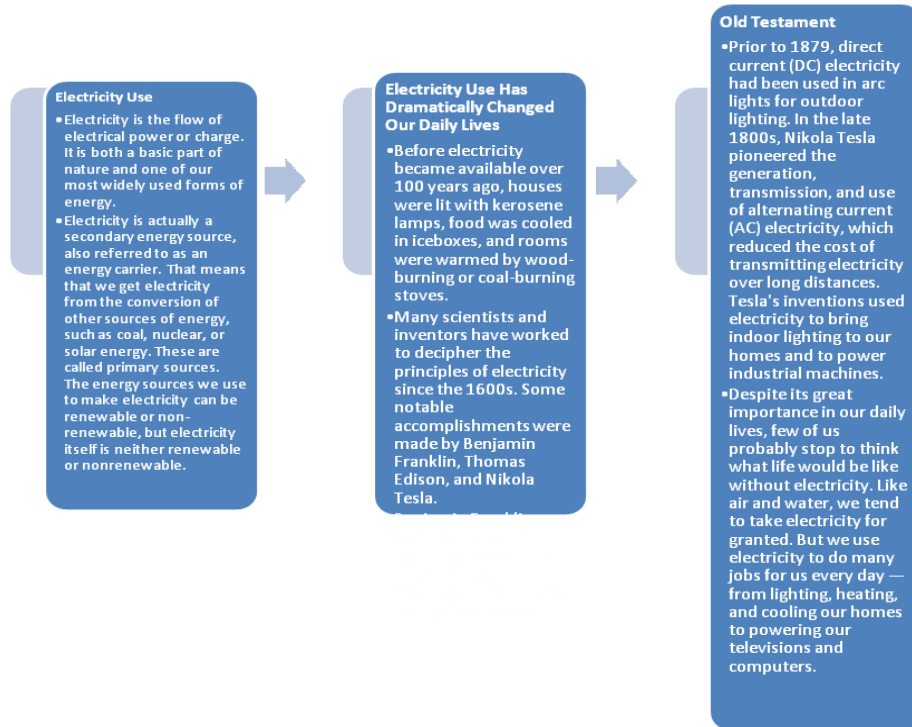 Electricity Use
•Electricity is the flow of
electrical power or charge.
It is both a basic part of
nature and one of our
most widely used forms of
energy.
•Electricity is actually a
secondary energy source,
also referred to as an
energy carrier. That means
that we get electricity
from the conversion of
other sources of energy,
such as coal, nuclear, or
solar energy. These are
called primary sources.
The energy sources we use
to make electricity can be
renewable or non-
renewable, but electricity
itself is neither renewable
or nonrenewable.
Electricity Use Has
Dramatically Changed
Our Daily Lives
•Before electricity
became available over
100 years ago, houses
were lit with kerosene
lamps, food was cooled
in iceboxes, and rooms
were warmed by wood-
burning or coal-burning
stoves.
•Many scientists and
inventors have worked
to decipher the
principles of electricity
since the 1600s. Some
notable
accomplishments were
made by Benjamin
Franklin, Thomas
Edison, and Nikola
Tesla.
Old Testament
•Prior to 1879, direct
current (DC) electricity
had been used in arc
lights for outdoor
lighting. In the late
1800s, Nikola Tesla
pioneered the
generation,
transmission, and use
of alternating current
(AC) electricity, which
reduced the cost of
transmitting electricity
over long distances.
Tesla's inventions used
electricity to bring
indoor lighting to our
homes and to power
industrial machines.
•Despite its great
importance in our daily
lives, few of us
probably stop to think
what life would be like
without electricity. Like
air and water, we tend
to take electricity for
granted. But we use
electricity to do many
jobs for us every day —
from lighting, heating,
and cooling our homes
to powering our
televisions and
computers.